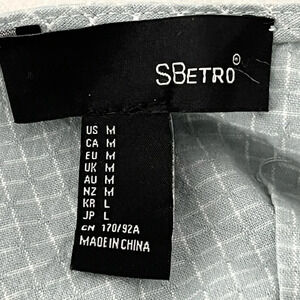 SBETRO®
US M
CA M
EU M
UK M
AU M
NZ M
KR L
JP L
CN 170/92A
MADE IN CHINA